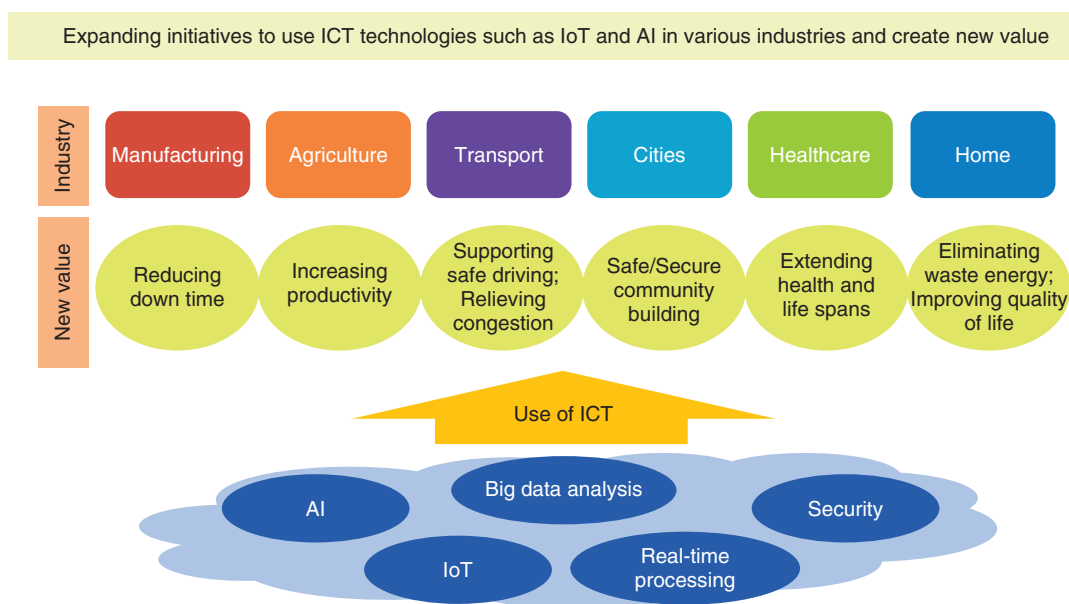 Expanding initiatives to use ICT technologies such as IoT and AI in various industries and create new value
Industry
Manufacturing
Agriculture
Transport
Cities
Healthcare
Home
New value
Reducing
down time
Increasing
productivity
Supporting
safe driving;
Relieving
congestion
Safe/Secure
community
building
Extending
health and
life spans
Eliminating
waste energy;
Improving quality
of life
Use of ICT
AI
Big data analysis
Security
IoT
Real-time
processing